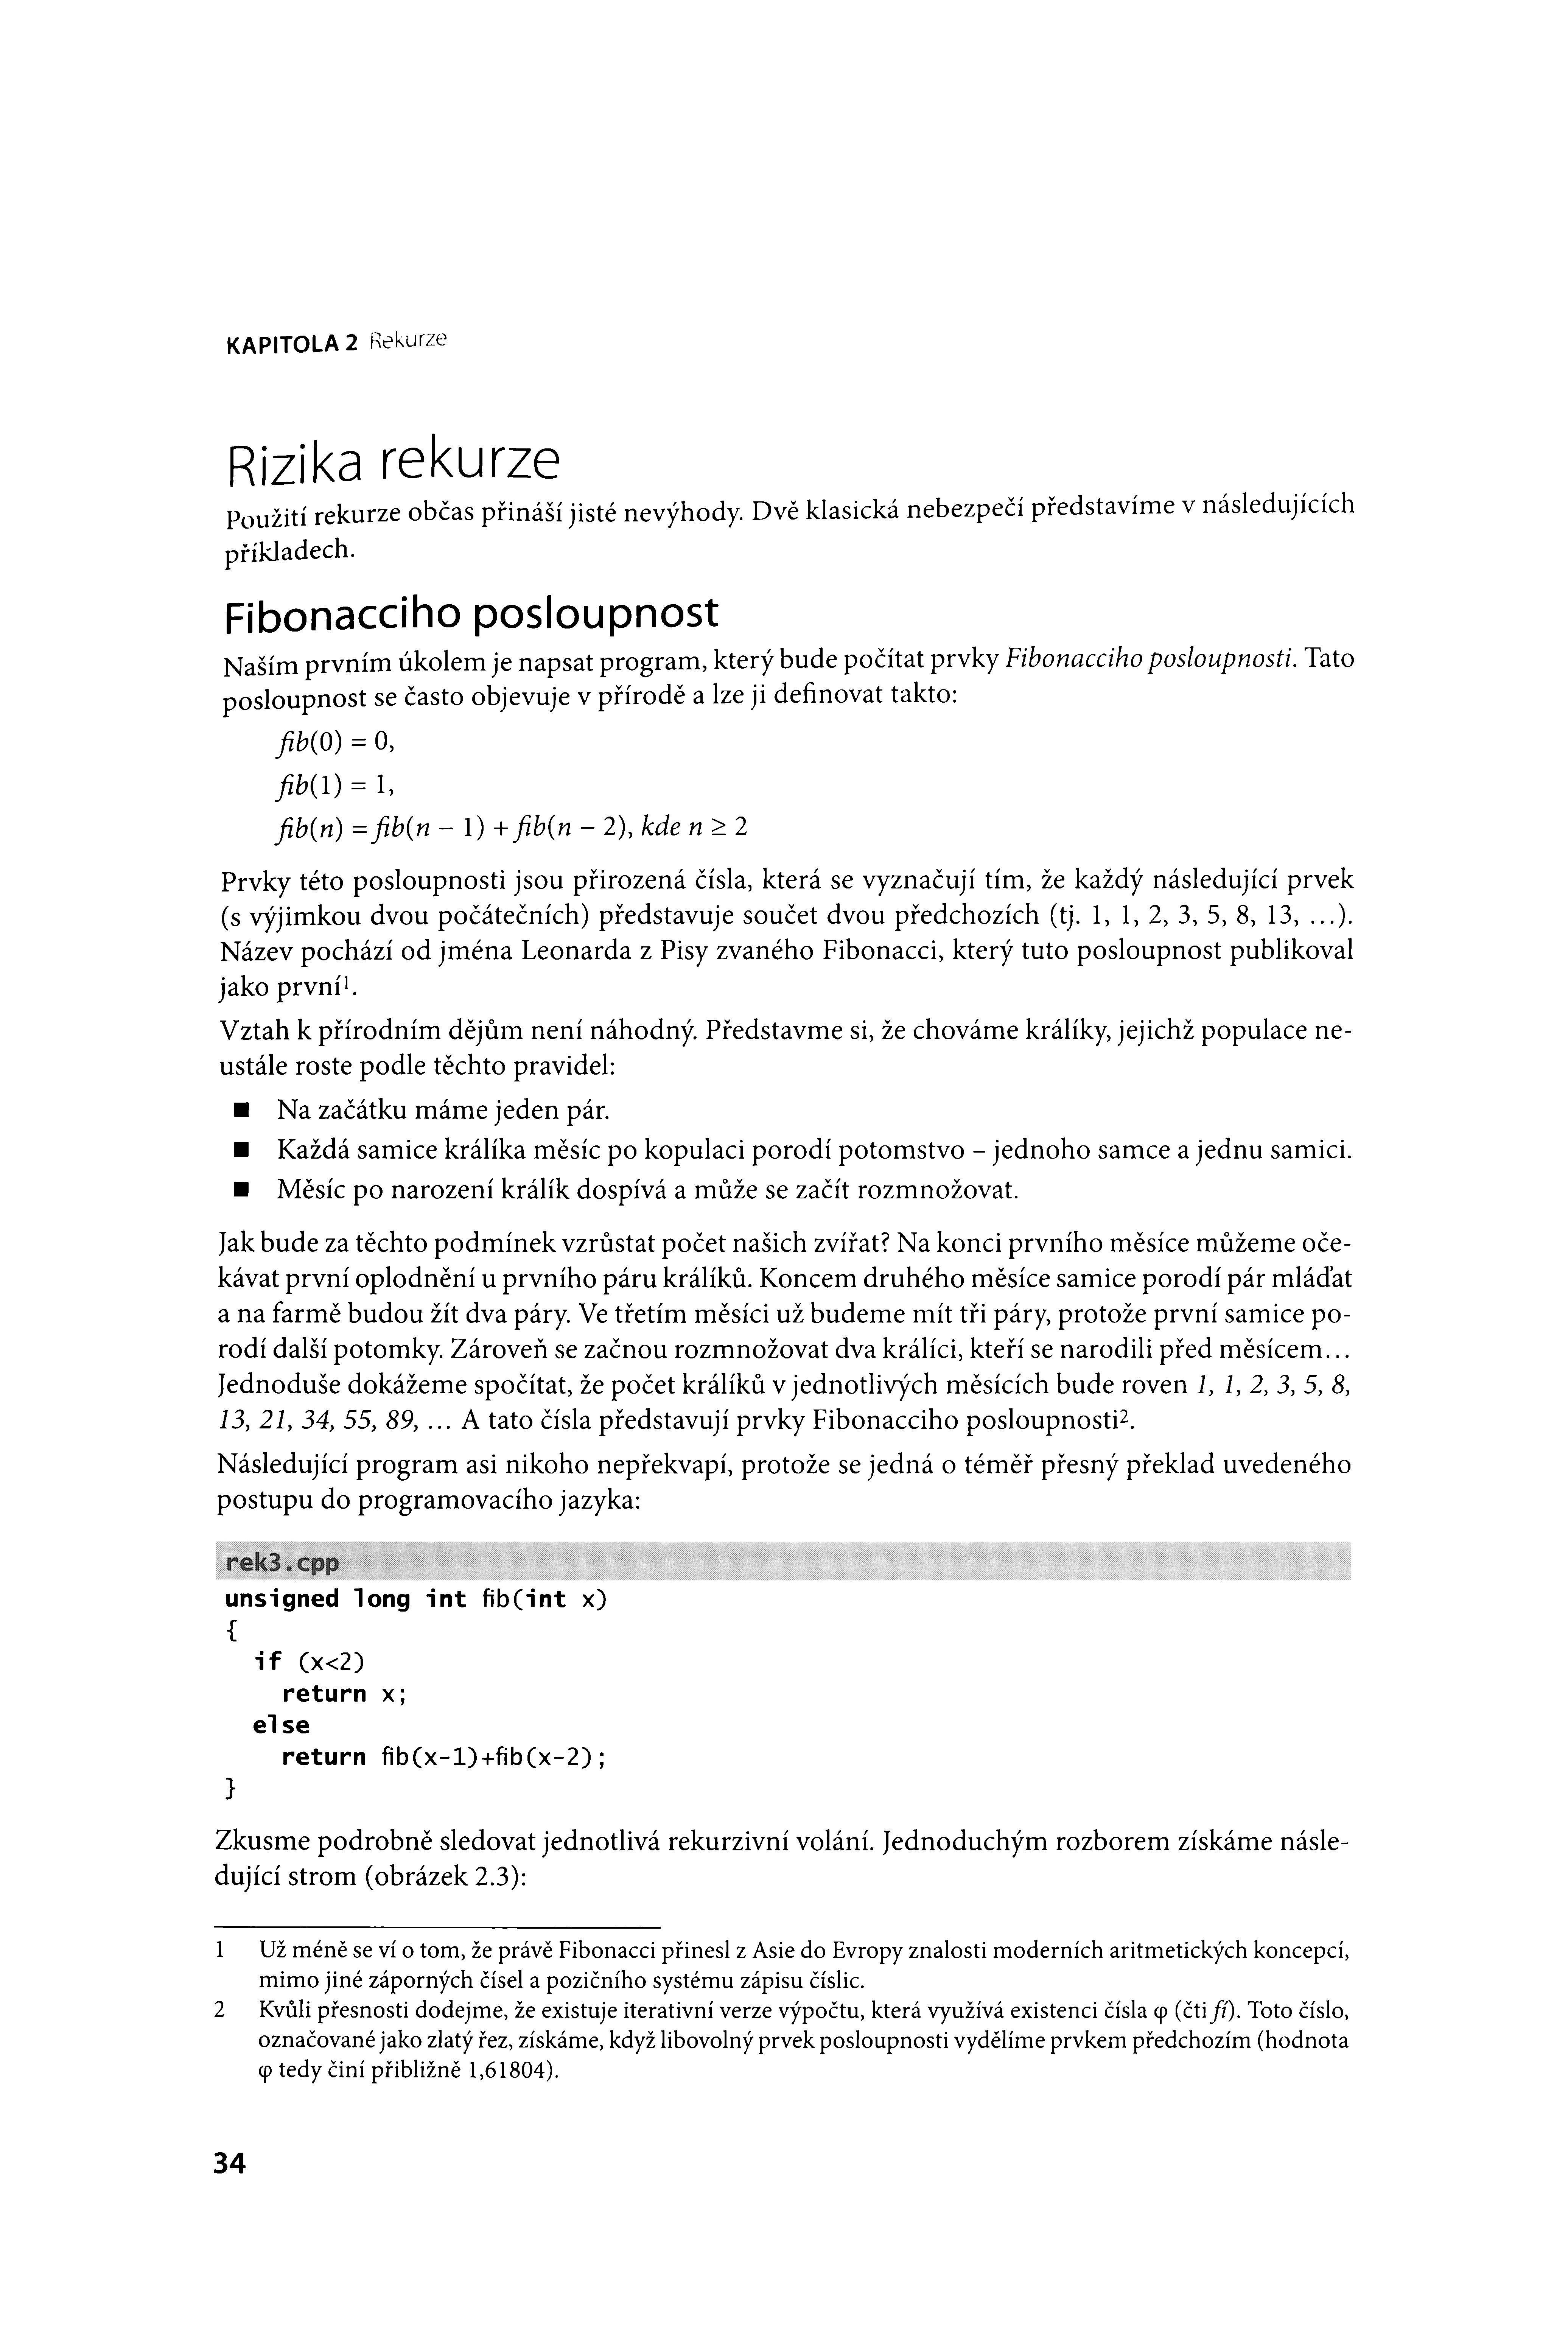 KAPITOLA 2 Rekurze
Rizika rekurze
Použití rekurze občas přináší jisté nevýhody. Dvě klasická nebezpečí představíme v následujících
příkladech.
Fibonacciho posloupnost
Naším prvním úkolem je napsat program, který bude počítat prvky Fibonacciho posloupnosti. Tato
posloupnost se často objevuje v přírodě a lze ji definovat takto:
fib(0) = 0,
fib(1) = 1,
fib(n) = fib(n – 1) + fib(n – 2), kde n ≥ 2
Prvky této posloupnosti jsou přirozená čísla, která se vyznačují tím, že každý následující prvek
(s výjimkou dvou počátečních) představuje součet dvou předchozích (tj. 1, 1, 2, 3, 5, 8, 13, …).
Název pochází od jména Leonarda z Pisy zvaného Fibonacci, který tuto posloupnost publikoval
jako první¹.
Vztah k přírodním dějům není náhodný. Představme si, že chováme králíky, jejichž populace ne-
ustále roste podle těchto pravidel:
■ Na začátku máme jeden pár.
■ Každá samice králíka měsíc po kopulaci porodí potomstvo – jednoho samce a jednu samici.
■ Měsíc po narození králík dospívá a může se začít rozmnožovat.
Jak bude za těchto podmínek vzrůstat počet našich zvířat? Na konci prvního měsíce můžeme oče-
kávat první oplodnění u prvního páru králíků. Koncem druhého měsíce samice porodí pár mláďat
a na farmě budou žít dva páry. Ve třetím měsíci už budeme mít tři páry, protože první samice po-
rodí další potomky. Zároveň se začnou rozmnožovat dva králíci, kteří se narodili před měsícem…
Jednoduše dokážeme spočítat, že počet králíků v jednotlivých měsících bude roven 1, 1, 2, 3, 5, 8,
13, 21, 34, 55, 89, … A tato čísla představují prvky Fibonacciho posloupnosti².
Následující program asi nikoho nepřekvapí, protože se jedná o téměř přesný překlad uvedeného
postupu do programovacího jazyka:
rek3.cpp
unsigned long int fib(int x)
{
  if (x<2)
    return x;
  else
    return fib(x-1)+fib(x-2);
}
Zkusme podrobně sledovat jednotlivá rekurzivní volání. Jednoduchým rozborem získáme násle-
dující strom (obrázek 2.3):
1 Už méně se ví o tom, že právě Fibonacci přinesl z Asie do Evropy znalosti moderních aritmetických koncepcí,
mimo jiné záporných čísel a pozičního systému zápisu číslic.
2 Kvůli přesnosti dodejme, že existuje iterativní verze výpočtu, která využívá existenci čísla φ (čti fí). Toto číslo,
označované jako zlatý řez, získáme, když libovolný prvek posloupnosti vydělíme prvkem předchozím (hodnota
φ tedy činí přibližně 1,61804).
34